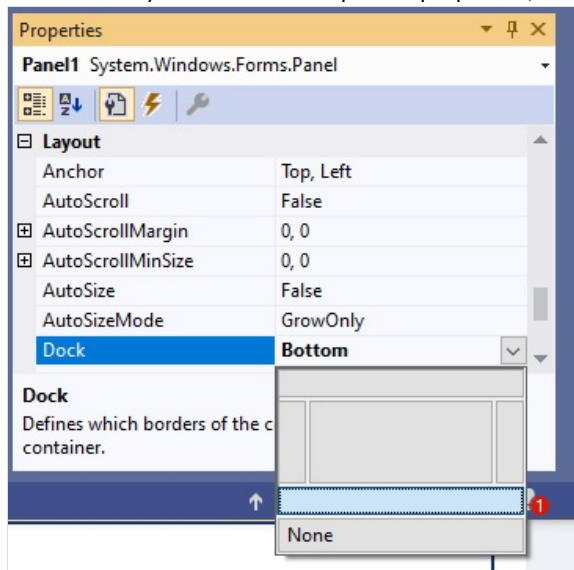 Properties
Panel1 System.Windows.Forms.Panel
Layout
Anchor Top, Left
AutoScroll False
AutoScrollMargin 0, 0
AutoScrollMinSize 0, 0
AutoSize False
AutoSizeMode GrowOnly
Dock Bottom
Dock
Defines which borders of the c
container.
1
None